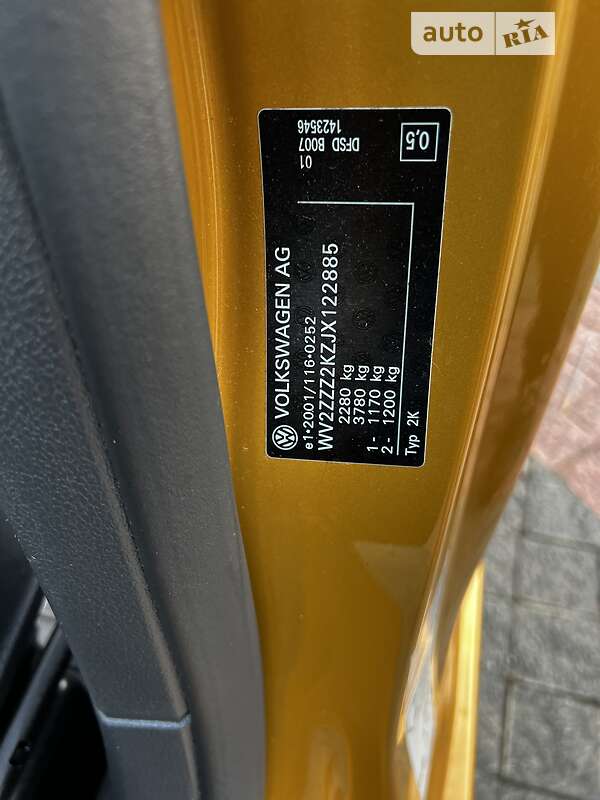 auto RIA
VOLKSWAGEN AG
e1*2001/116*0252
WV2ZZZ2KZJX122885
2280 kg
3780 kg
1- 1170 kg
2- 1200 kg
Typ 2K
01
DFSD B007
1423546
0,5